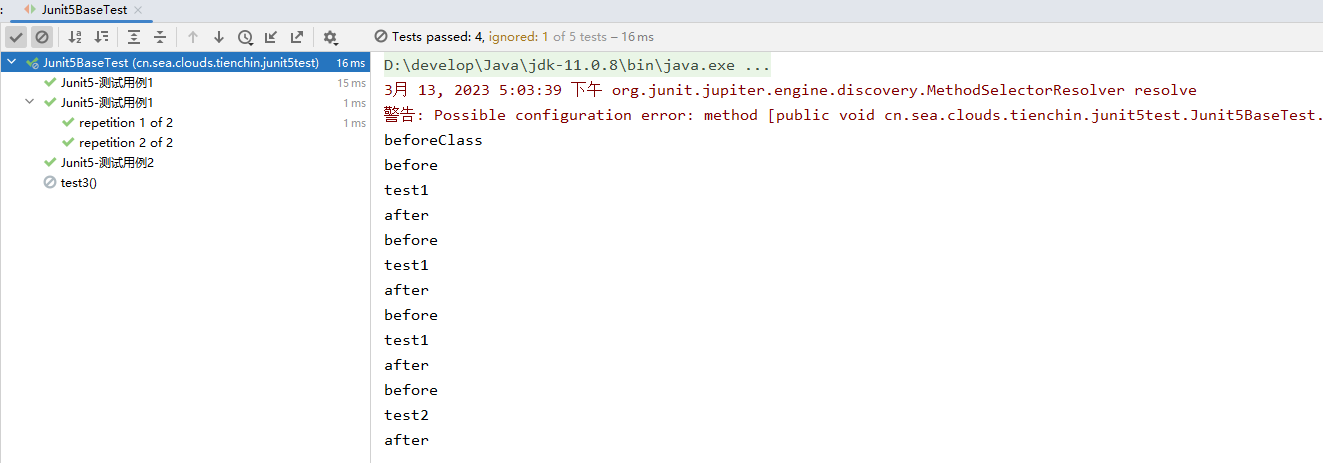 : Junit5BaseTest
Tests passed: 4, ignored: 1 of 5 tests – 16 ms
Junit5BaseTest (cn.sea.clouds.tienchin.junit5test) 16 ms
Junit5-测试用例1 15 ms
Junit5-测试用例1 1 ms
repetition 1 of 2 1 ms
repetition 2 of 2
Junit5-测试用例2
test3()
D:\develop\Java\jdk-11.0.8\bin\java.exe ...
3月 13, 2023 5:03:39 下午 org.junit.jupiter.engine.discovery.MethodSelectorResolver resolve
警告: Possible configuration error: method [public void cn.sea.clouds.tienchin.junit5test.Junit5BaseTest.
beforeClass
before
test1
after
before
test1
after
before
test1
after
before
test2
after